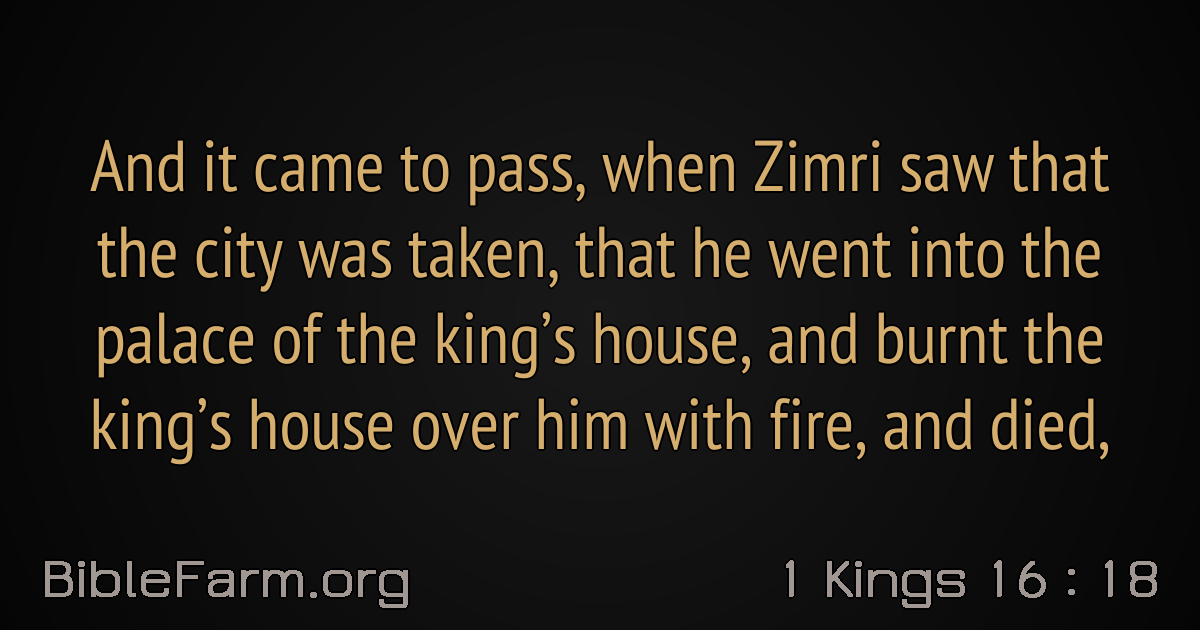 And it came to pass, when Zimri saw that
the city was taken, that he went into the
palace of the king’s house, and burnt the
king’s house over him with fire, and died,
BibleFarm.org
1 Kings 16 : 18